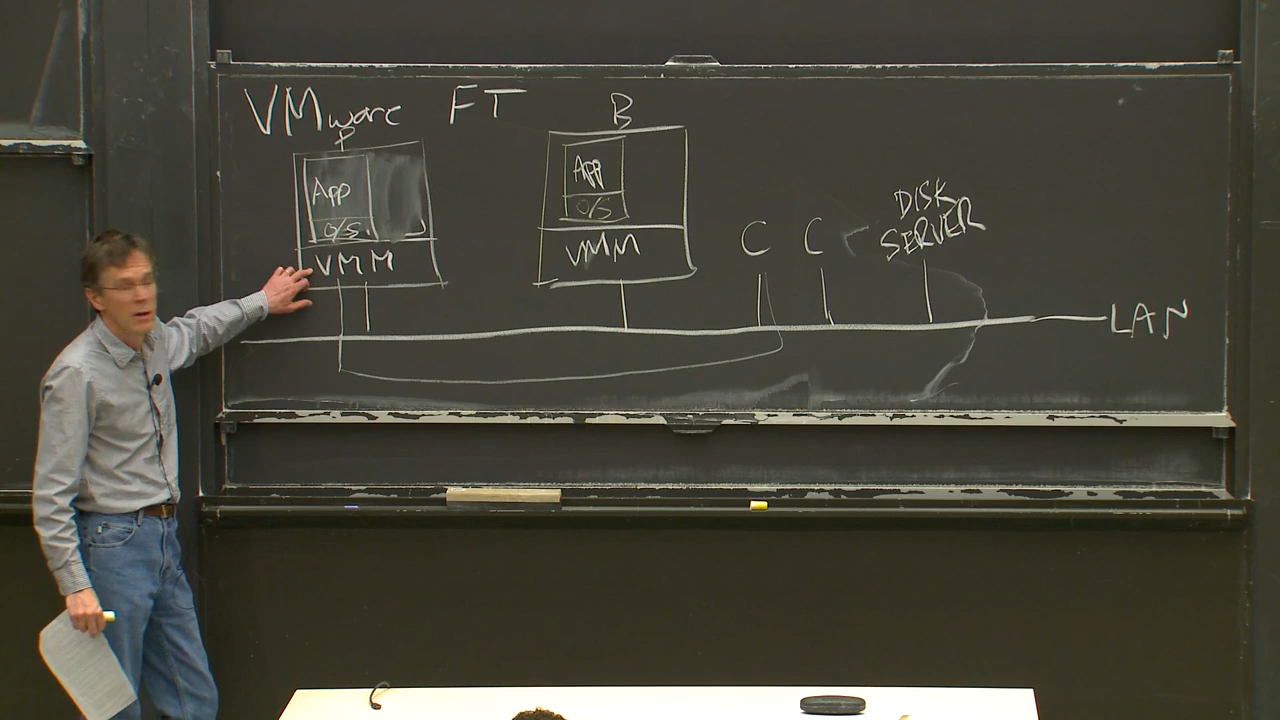 VMware FT
P
App
O/S
VMM
B
App
O/S
VMM
C C
DISK
SERVER
LAN